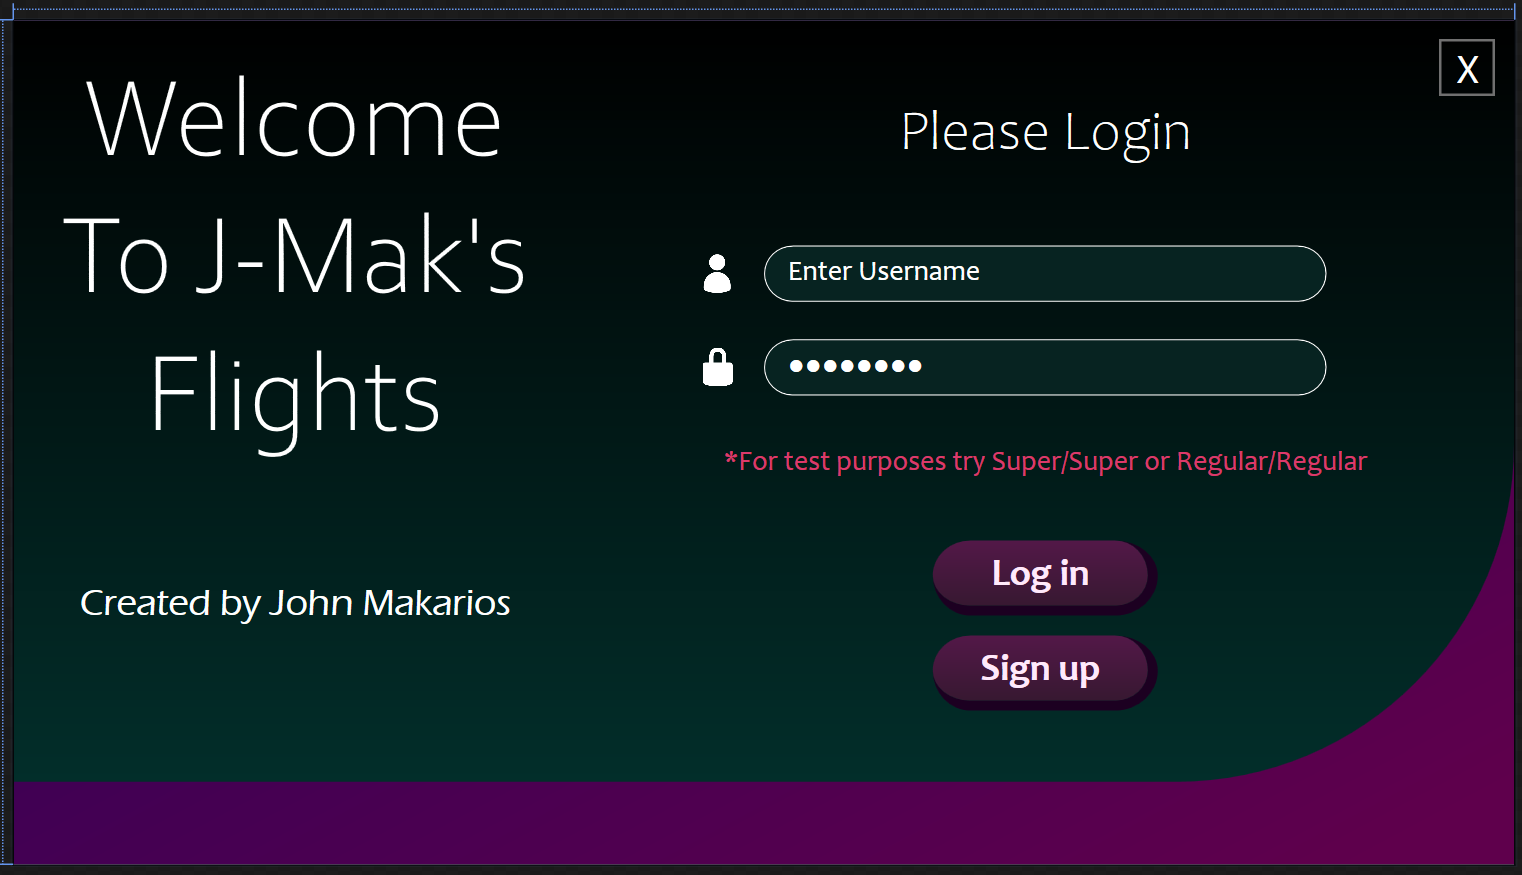 Welcome
To J-Mak's
Flights
Created by John Makarios
X
Please Login
Enter Username
●●●●●●●●
*For test purposes try Super/Super or Regular/Regular
Log in
Sign up